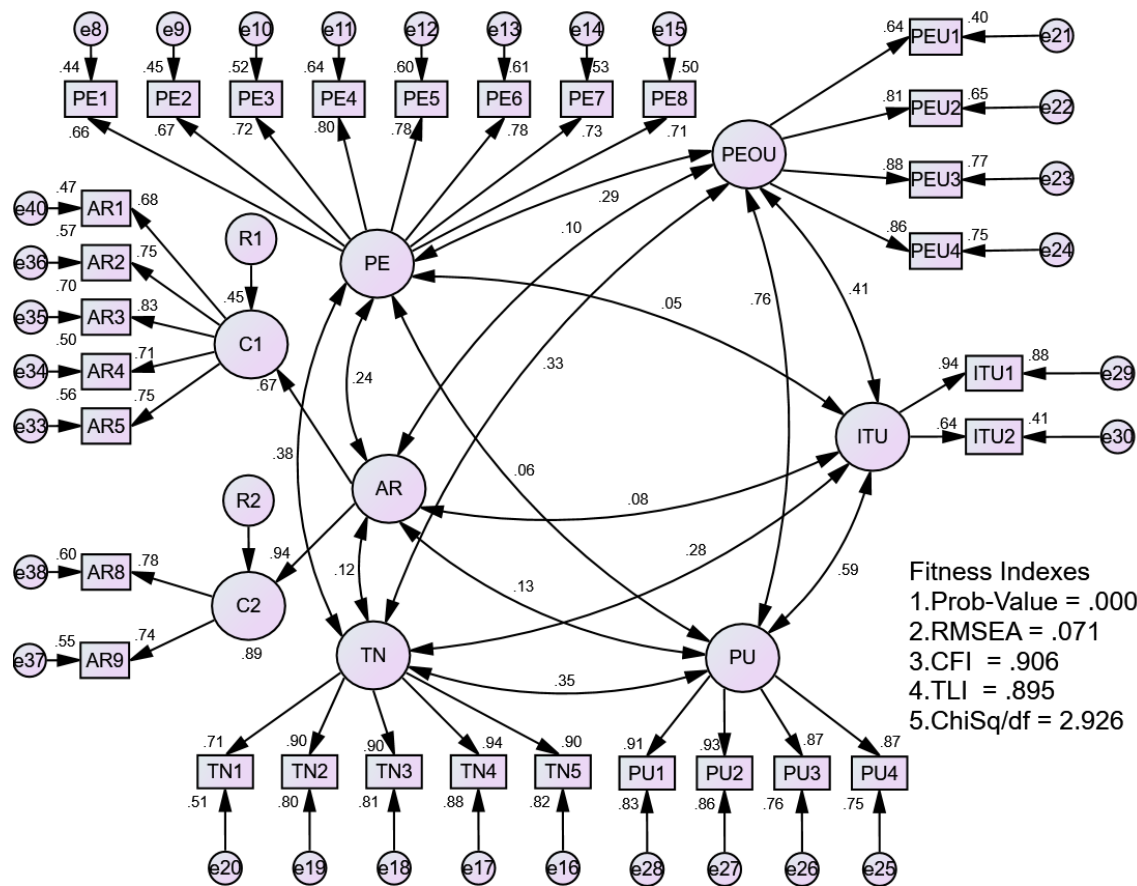 e8 e9 e10 e11 e12 e13 e14 e15
.44 .45 .52 .64 .60 .61 .53 .50
PE1 PE2 PE3 PE4 PE5 PE6 PE7 PE8
.66 .67 .72 .80 .78 .78 .73 .71
.64 PEU1 .40 e21
.81 PEU2 .65 e22
.88 PEU3 .77 e23
.86 PEU4 .75 e24
PEOU
.29
.10
.47
e40 AR1 .68
.57
e36 AR2 .75
.70
e35 AR3 .83
.50
e34 AR4 .71
.56
e33 AR5 .75
R1
.45
C1
.67
PE
.05
.76
.41
.33
.24
.94 ITU1 .88 e29
.64 ITU2 .41 e30
ITU
.38
.06
AR
.08
R2
.94
.28
.60
e38 AR8 .78
.55
e37 AR9 .74
C2
.89
.12
.13
.59
TN
.35
PU
Fitness Indexes
1.Prob-Value = .000
2.RMSEA = .071
3.CFI = .906
4.TLI = .895
5.ChiSq/df = 2.926
.71 .90 .90 .94 .90 .91 .93 .87 .87
TN1 TN2 TN3 TN4 TN5 PU1 PU2 PU3 PU4
.51 .80 .81 .88 .82 .83 .86 .76 .75
e20 e19 e18 e17 e16 e28 e27 e26 e25